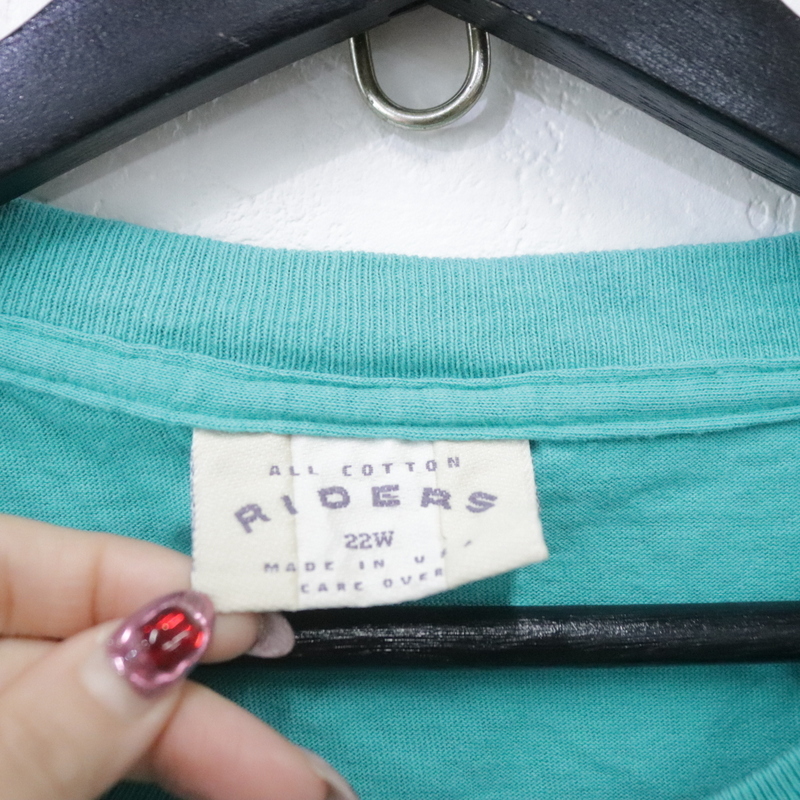 ALL COTTON
RIDERS
22W
MADE IN
CARE OVER